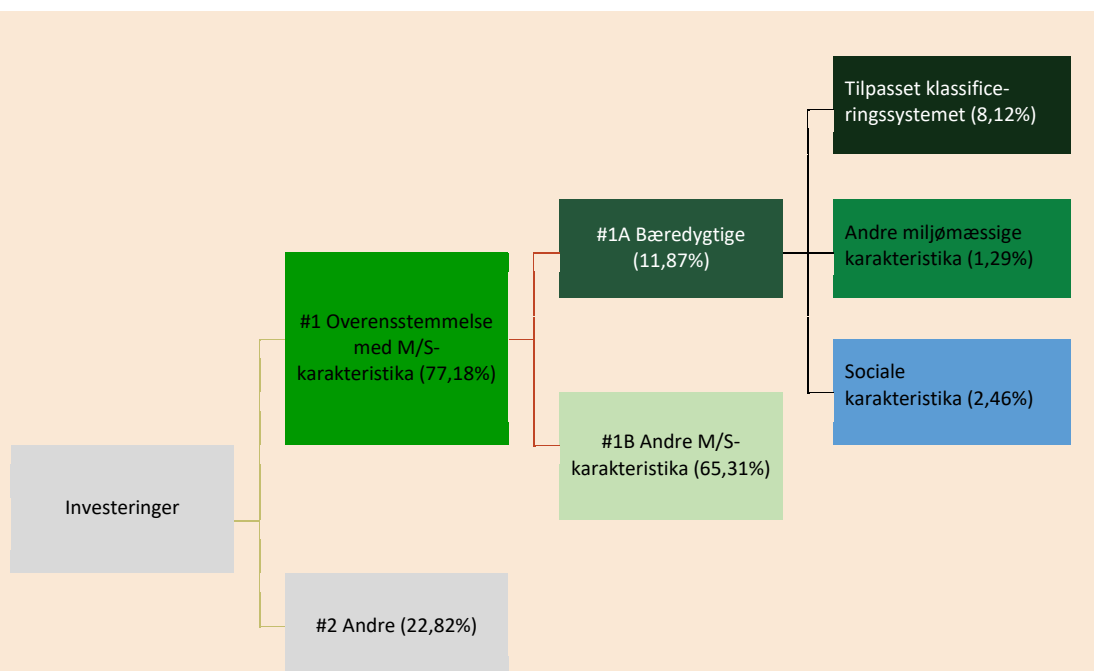 Tilpasset klassifice-
ringssystemet (8,12%)
#1A Bæredygtige
(11,87%)
Andre miljømæssige
karakteristika (1,29%)
#1 Overensstemmelse
med M/S-
karakteristika (77,18%)
Sociale
karakteristika (2,46%)
#1B Andre M/S-
karakteristika (65,31%)
Investeringer
#2 Andre (22,82%)